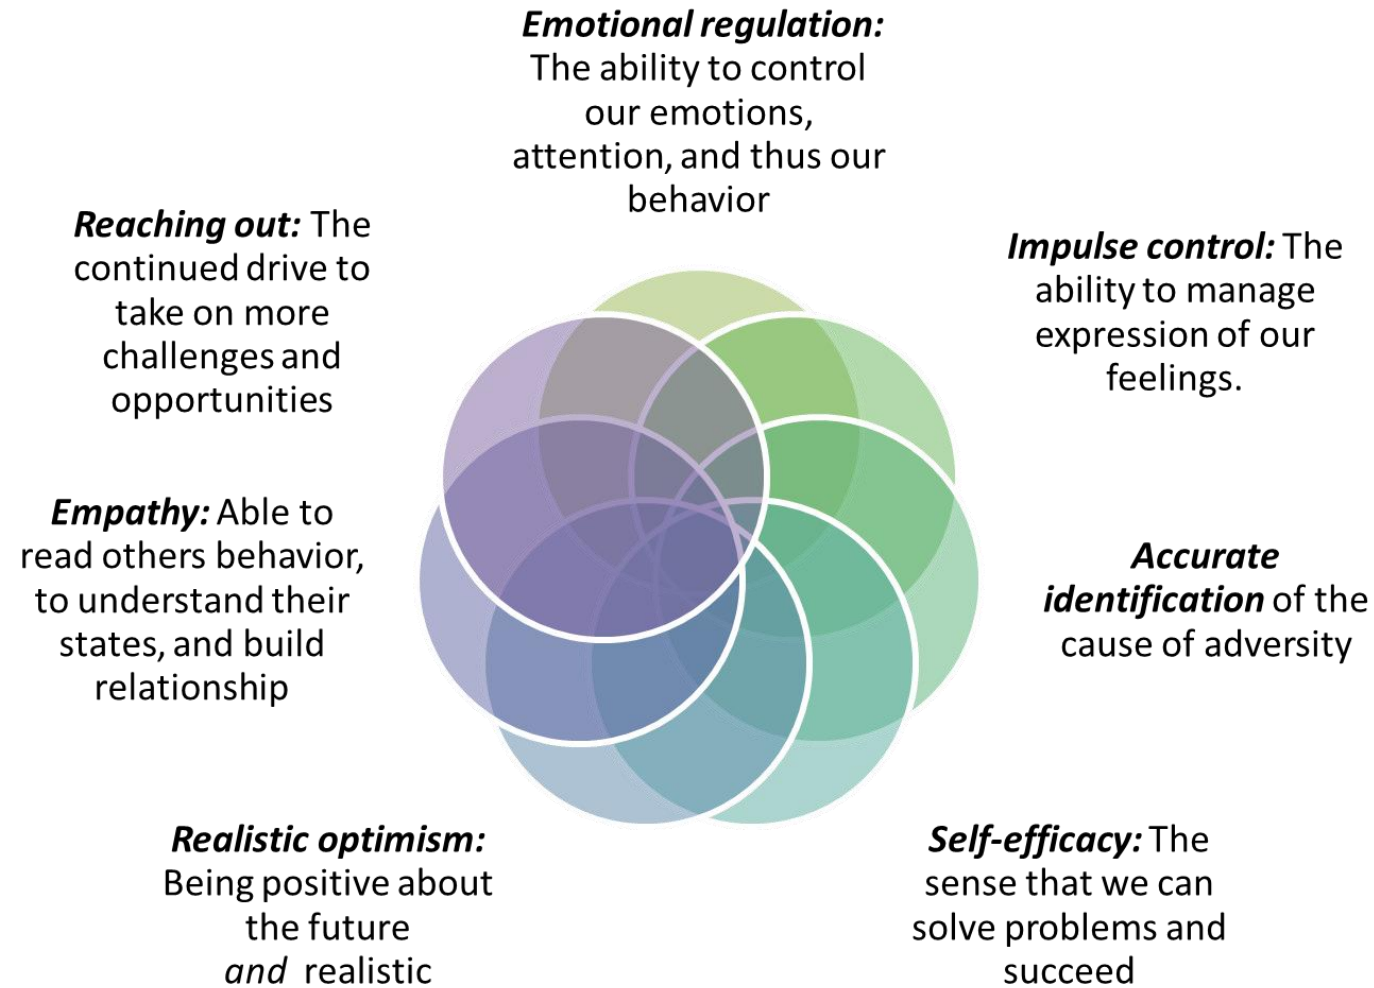 Emotional regulation:
The ability to control
our emotions,
attention, and thus our
behavior
Impulse control: The
ability to manage
expression of our
feelings.
Accurate
identification of the
cause of adversity
Self-efficacy: The
sense that we can
solve problems and
succeed
Realistic optimism:
Being positive about
the future
and realistic
Empathy: Able to
read others behavior,
to understand their
states, and build
relationship
Reaching out: The
continued drive to
take on more
challenges and
opportunities